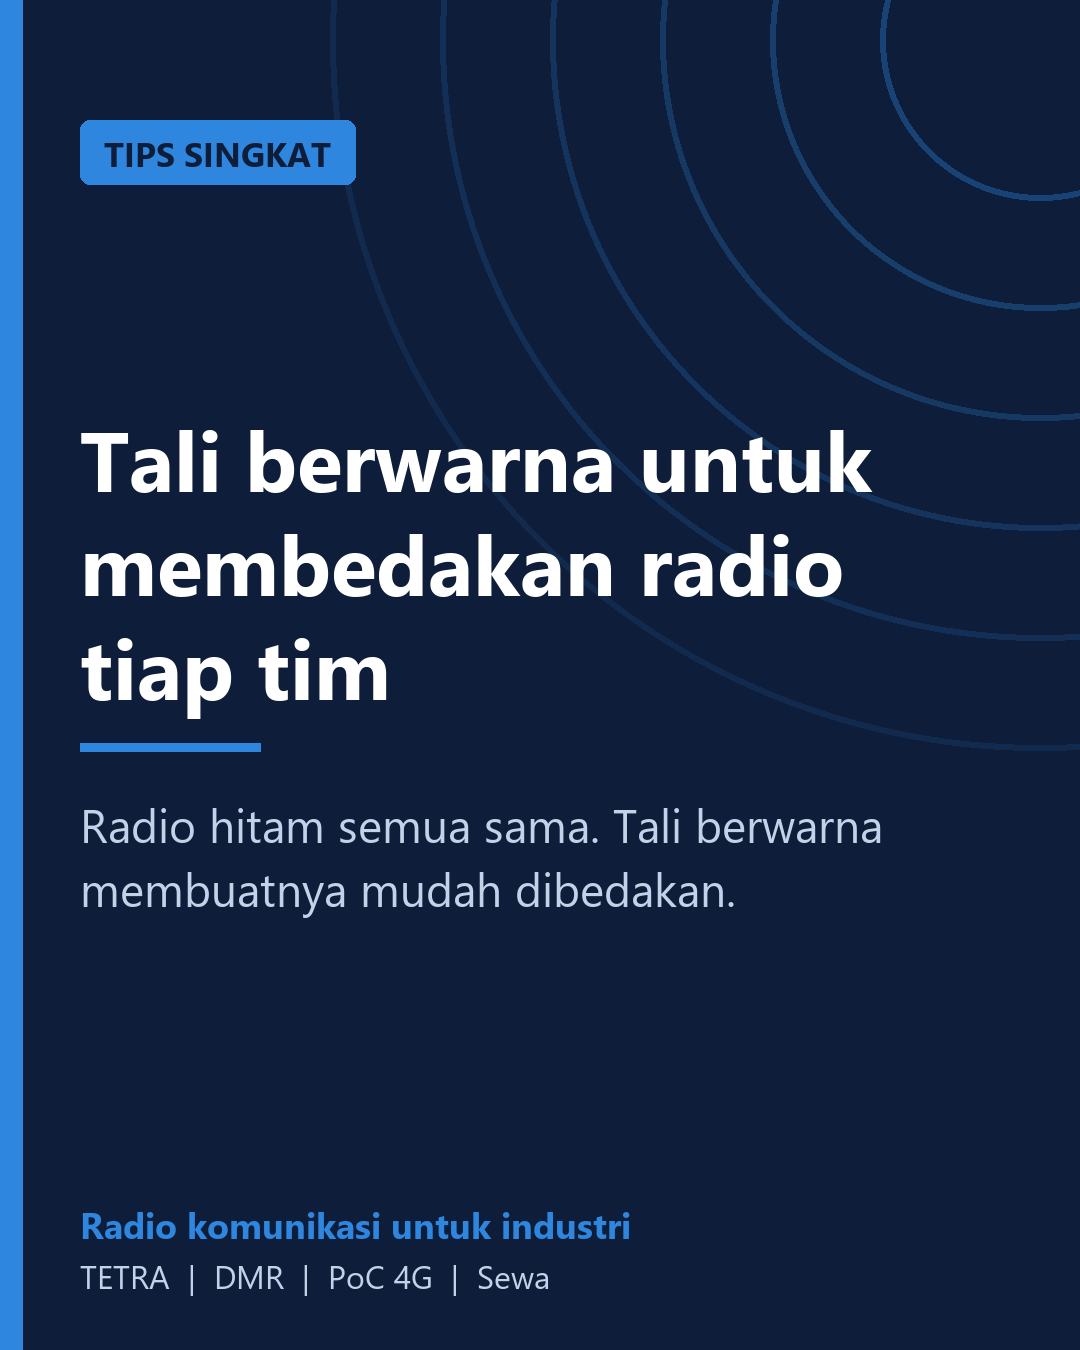 TIPS SINGKAT
Tali berwarna untuk
membedakan radio
tiap tim
Radio hitam semua sama. Tali berwarna
membuatnya mudah dibedakan.
Radio komunikasi untuk industri
TETRA | DMR | PoC 4G | Sewa